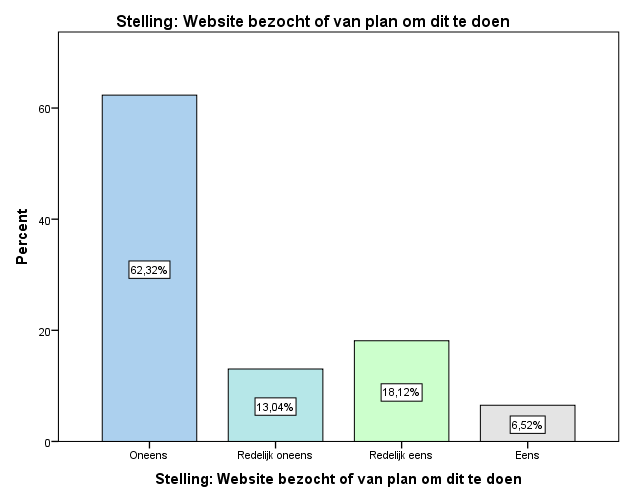 Stelling: Website bezocht of van plan om dit te doen
Percent
60
40
20
0
62,32%
13,04%
18,12%
6,52%
Oneens
Redelijk oneens
Redelijk eens
Eens
Stelling: Website bezocht of van plan om dit te doen